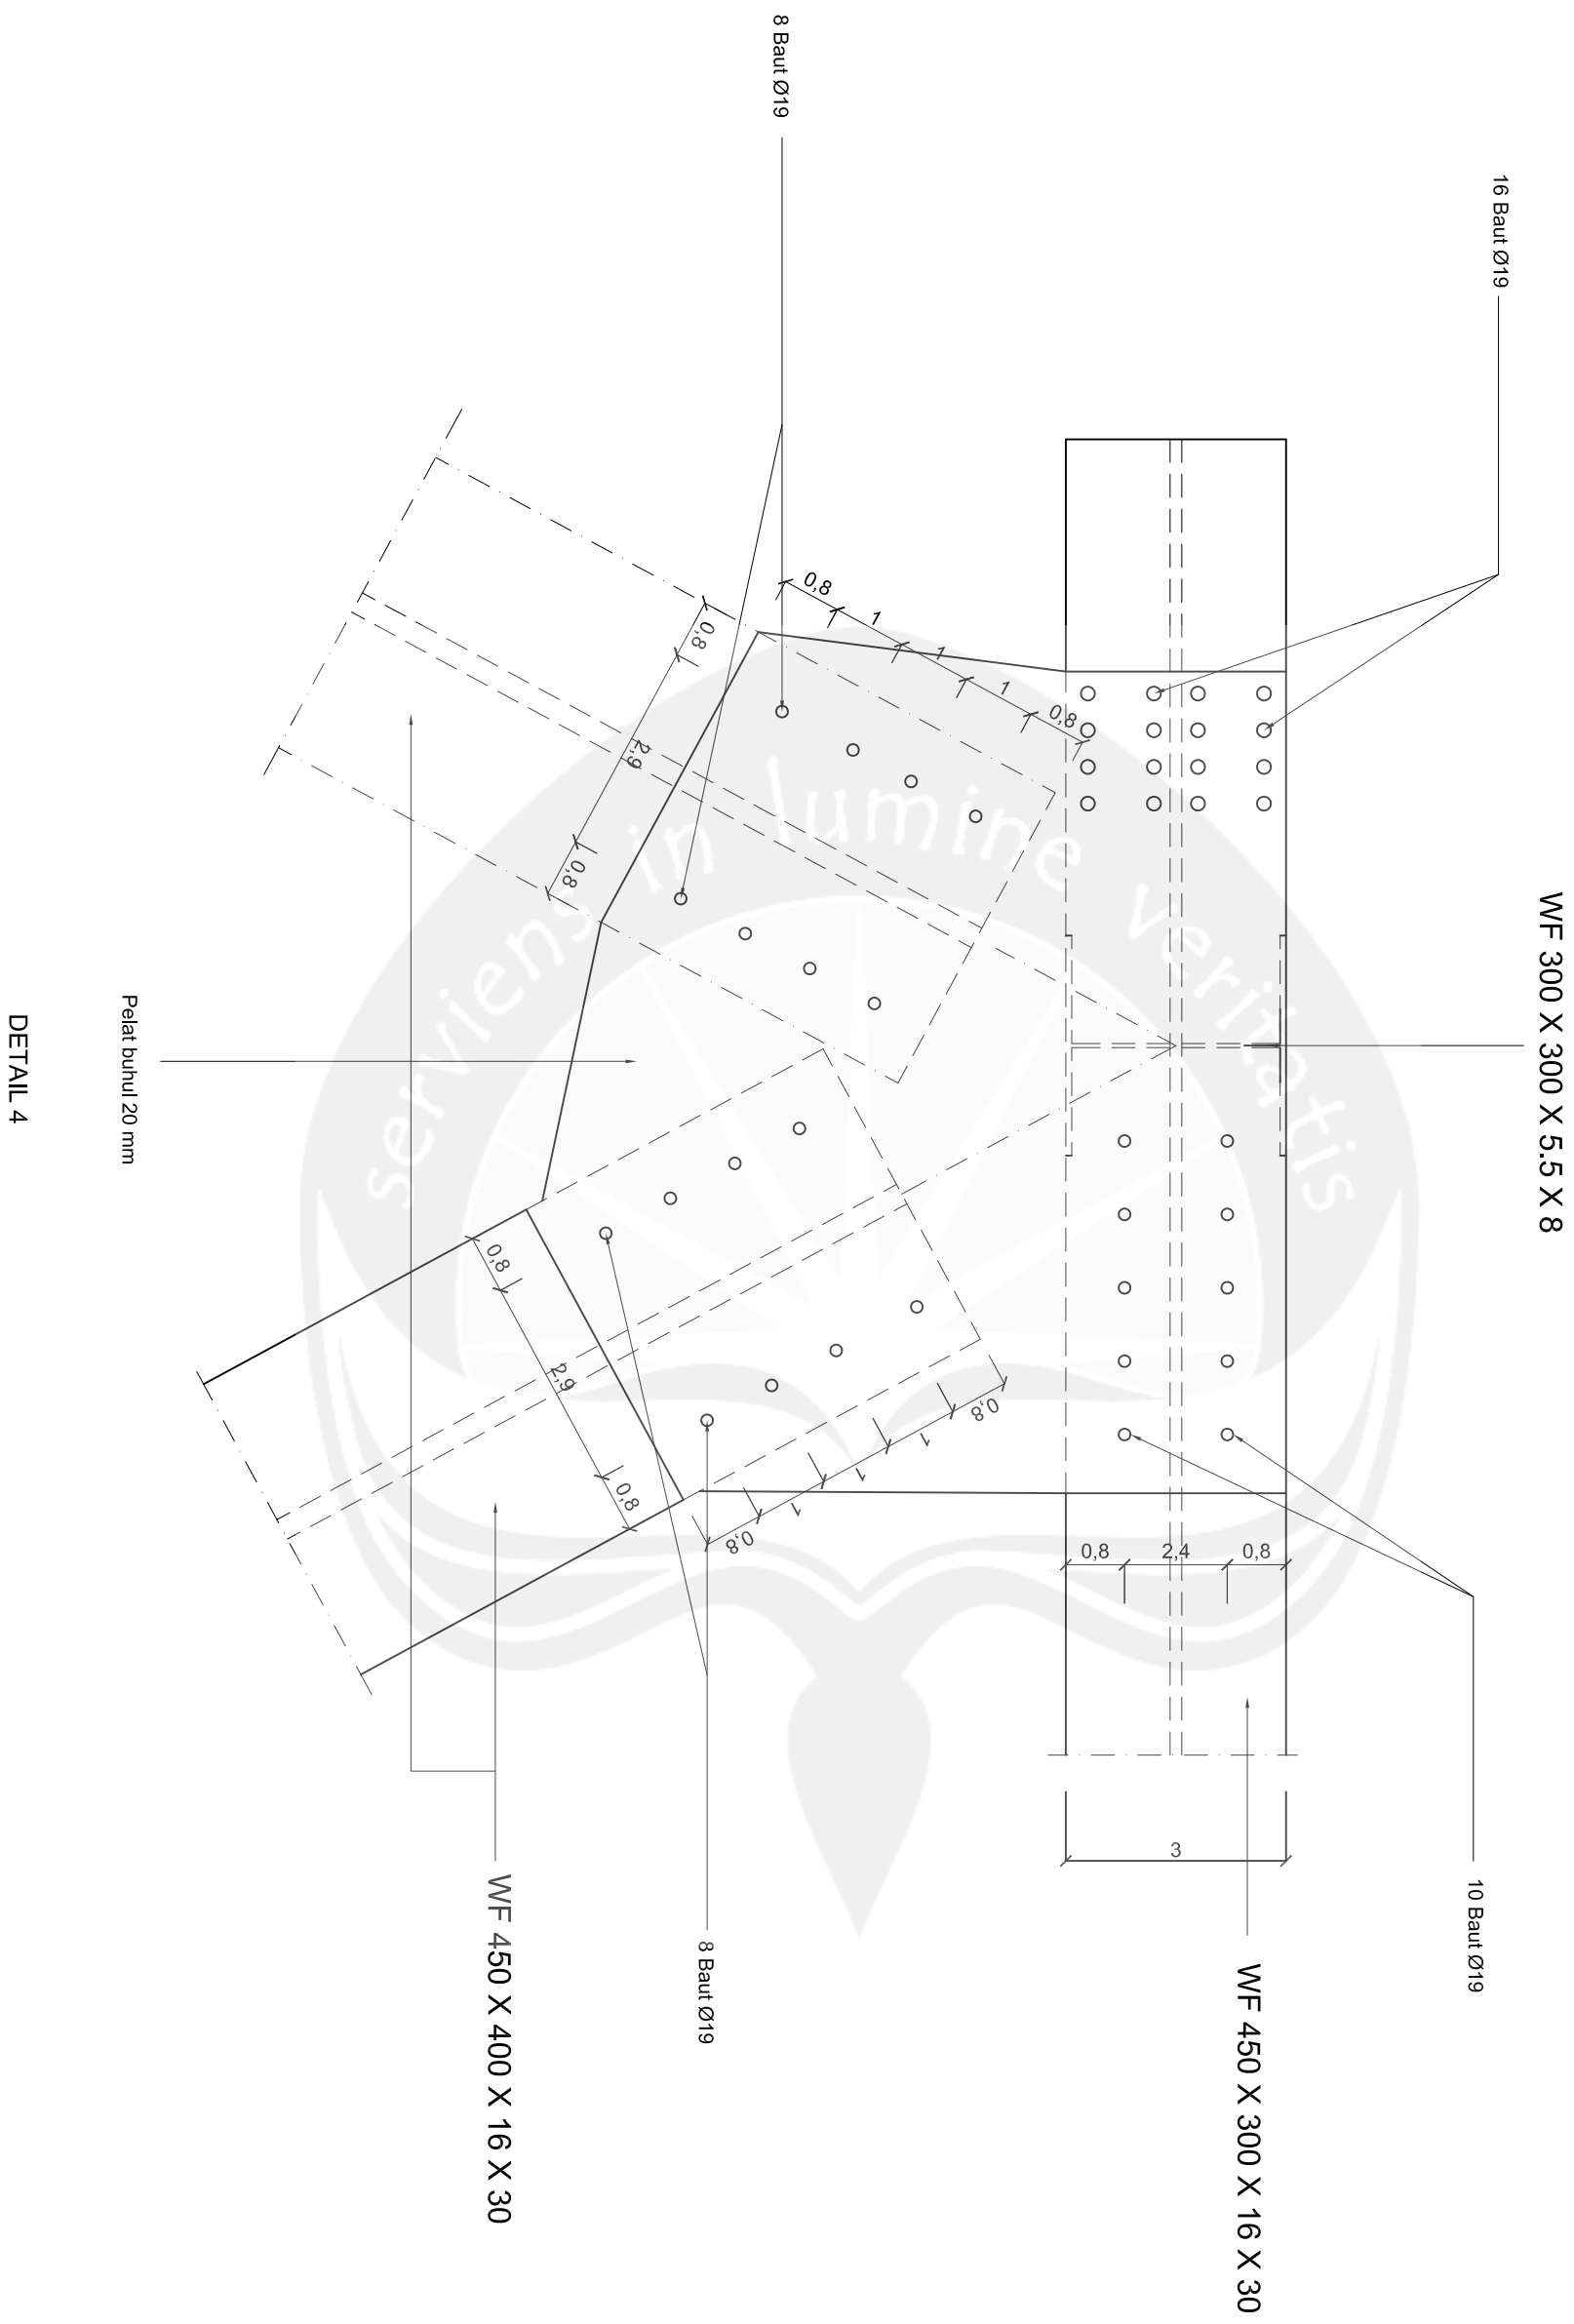 WF 300 X 300 X 5.5 X 8
16 Baut Ø19
10 Baut Ø19
WF 450 X 300 X 16 X 30
3
0,8
2,4
0,8
8 Baut Ø19
0,8
1
1
1
0,8
0,8
2,9
0,8
0,8
1
1
1
0,8
0,8
2,9
0,8
8 Baut Ø19
WF 450 X 400 X 16 X 30
Pelat buhul 20 mm
DETAIL 4
serviens in lumine veritatis